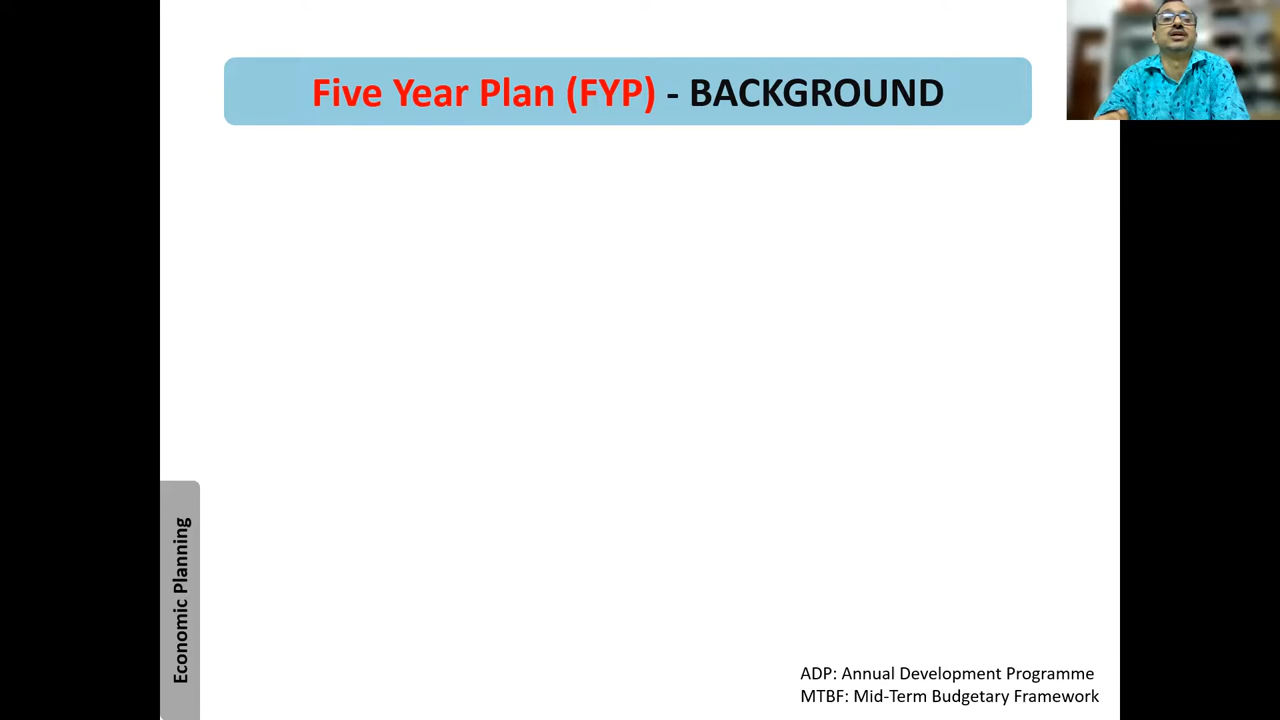 Five Year Plan (FYP) - BACKGROUND
Economic Planning
ADP: Annual Development Programme
MTBF: Mid-Term Budgetary Framework